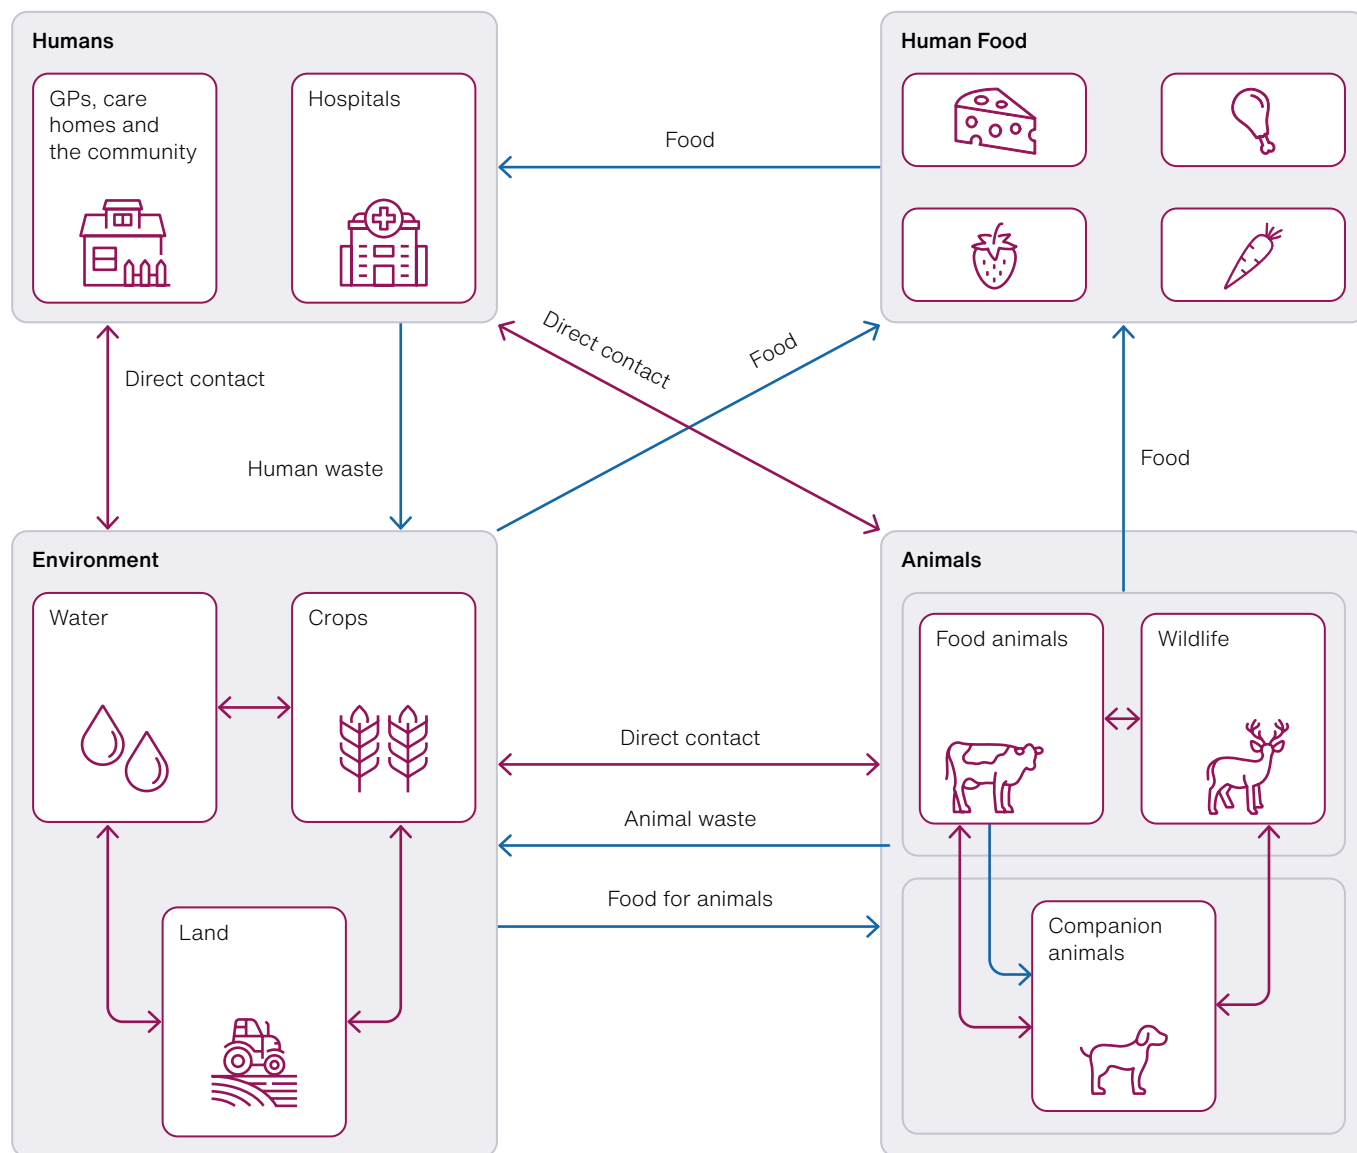 Humans
GPs, care
homes and
the community
Hospitals
Food
Human Food
Direct contact
Human waste
Direct contact
Food
Food
Environment
Water
Crops
Land
Direct contact
Animal waste
Food for animals
Animals
Food animals
Wildlife
Companion
animals